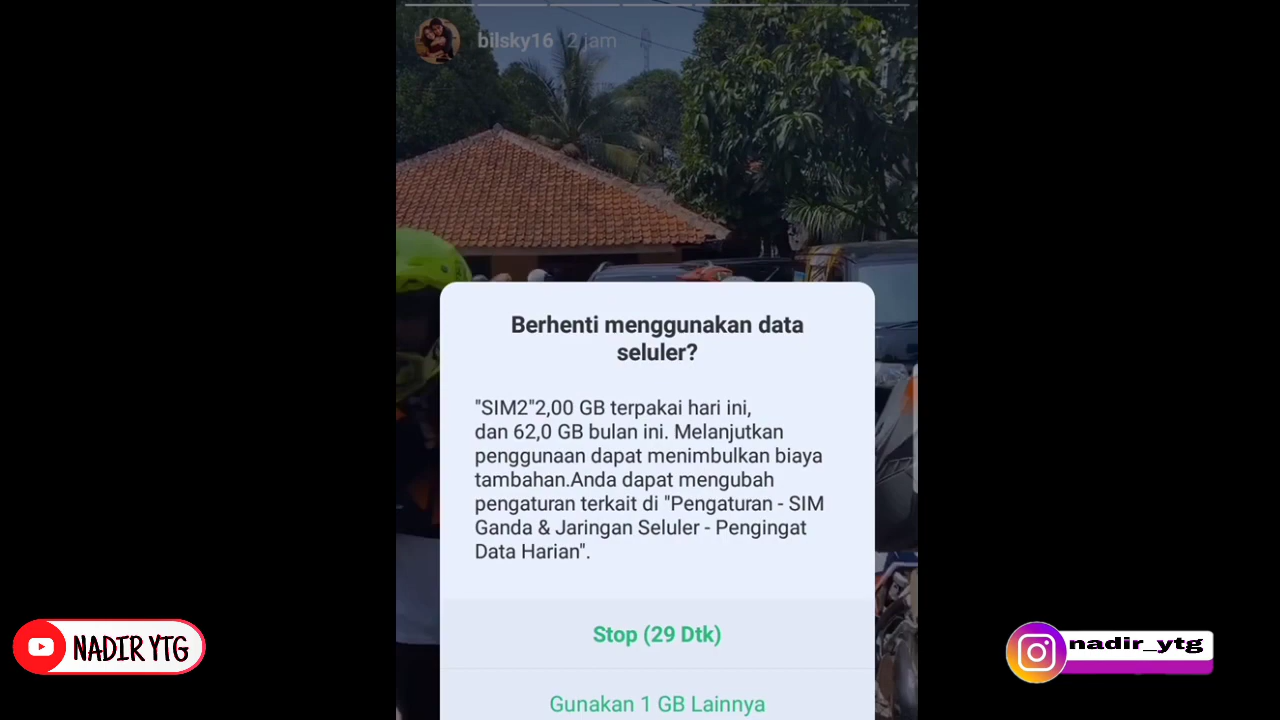 bilsky16 2 jam
Berhenti menggunakan data
seluler?
"SIM2"2,00 GB terpakai hari ini,
dan 62,0 GB bulan ini. Melanjutkan
penggunaan dapat menimbulkan biaya
tambahan.Anda dapat mengubah
pengaturan terkait di "Pengaturan - SIM
Ganda & Jaringan Seluler - Pengingat
Data Harian".
Stop (29 Dtk)
Gunakan 1 GB Lainnya
NADIR YTG
nadir_ytg